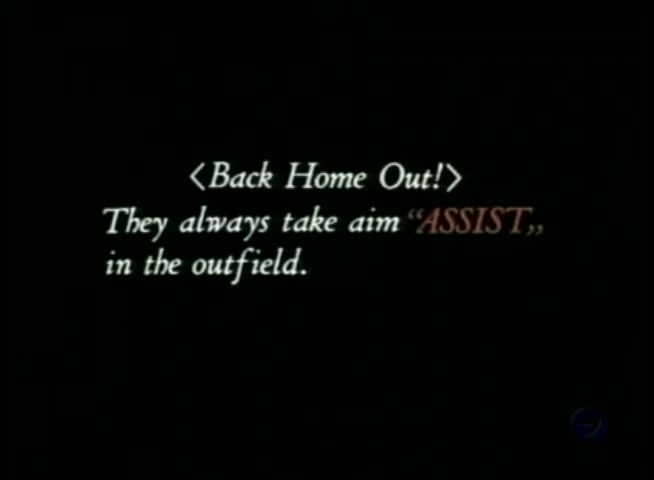 <Back Home Out!>
They always take aim “ASSIST„
in the outfield.